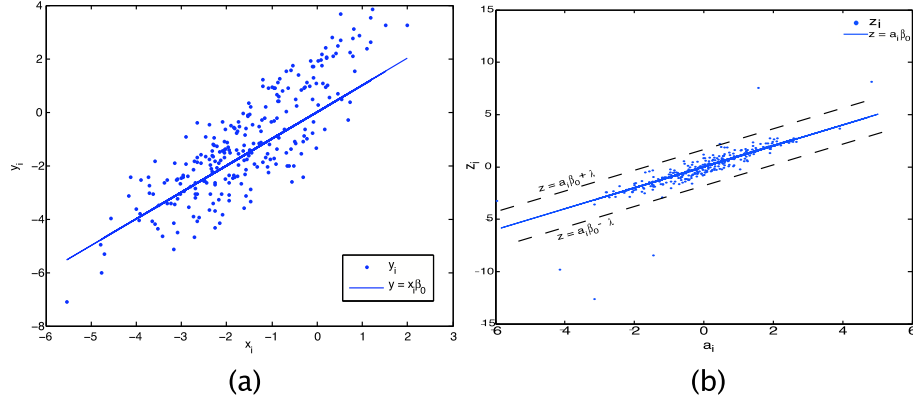 4
2
0
−2
−4
−6
−8
y_i
−6 −5 −4 −3 −2 −1 0 1 2 3
x_i
y_i
y = x_iβ_0
(a)
15
10
5
0
−5
−10
15
z_i
−6 −4 −2 0 2 4 6
a_i
z_i
z = a_iβ_0
z = a_iβ_0 + λ
z = a_iβ_0 − λ
(b)